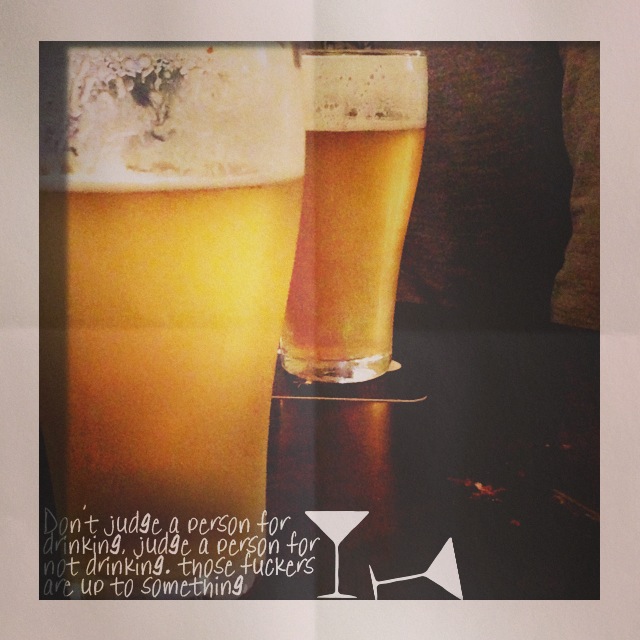 Don't judge a person for
drinking, judge a person for
not drinking. those fuckers
are up to something